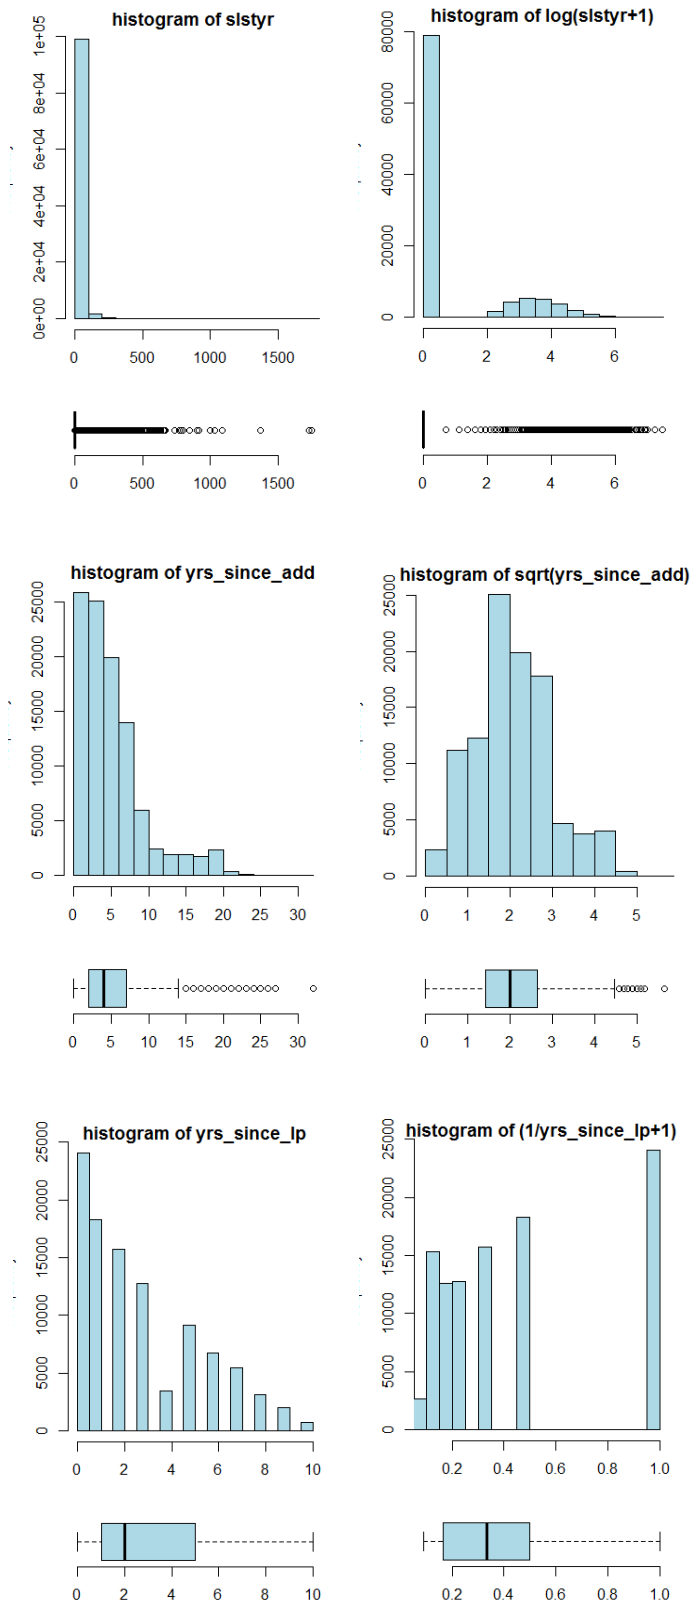 histogram of slstyr
histogram of log(slstyr+1)
0e+00 2e+04 4e+04 6e+04 8e+04 1e+05
0 20000 40000 60000 80000
0 500 1000 1500
0 2 4 6
0 500 1000 1500
0 2 4 6
histogram of yrs_since_add
histogram of sqrt(yrs_since_add)
0 5000 10000 15000 20000 25000
0 5000 10000 15000 20000 25000
0 5 10 15 20 25 30
0 1 2 3 4 5
0 5 10 15 20 25 30
0 1 2 3 4 5
histogram of yrs_since_lp
histogram of (1/yrs_since_lp+1)
0 5000 10000 15000 20000 25000
0 5000 10000 15000 20000 25000
0 2 4 6 8 10
0.2 0.4 0.6 0.8 1.0
0 2 4 6 8 10
0.2 0.4 0.6 0.8 1.0